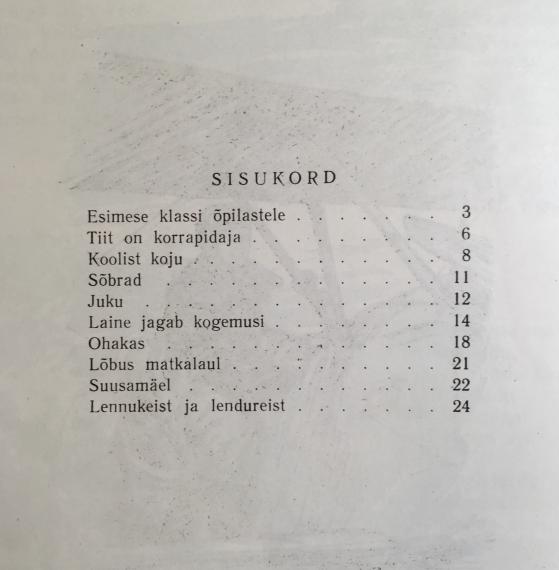 SISUKORD
Esimese klassi õpilastele . . . . . . . 3
Tiit on korrapidaja . . . . . . . . . 6
Koolist koju . . . . . . . . . . . . 8
Sõbrad . . . . . . . . . . . . . 11
Juku . . . . . . . . . . . . . . 12
Laine jagab kogemusi . . . . . . . . 14
Ohakas . . . . . . . . . . . . . 18
Lõbus matkalaul . . . . . . . . . . 21
Suusamäel . . . . . . . . . . . . 22
Lennukeist ja lendureist . . . . . . . 24